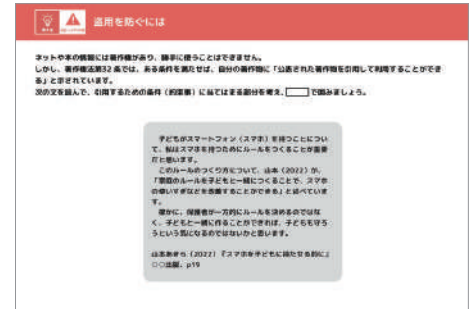 盗用を防ぐには
ネットや本の情報には著作権があり、勝手に使うことはできません。
しかし、著作権法第32条では、ある条件を満たせば、自分の著作物に「公表された著作物を引用して利用することができ
る」と示されています。
次の文を読んで、引用するための条件（約束事）に当てはまる部分を考え、で囲みましょう。
子どもがスマートフォン（スマホ）を持つことについ
て、私はスマホを持つためにルールをつくることが重要
だと思います。
このルールのつくり方について、山本（2022）が、
「家庭のルールを子どもと一緒につくることで、スマホ
の使いすぎなどを改善することができる」と述べていま
す。
確かに、保護者が一方的にルールを決めるのではな
く、子どもと一緒に作ることができれば、子どもも守ろ
うという気になるのではないかと思います。
山本あきら（2022）『スマホを子どもに持たせる前に』
○○出版、p19